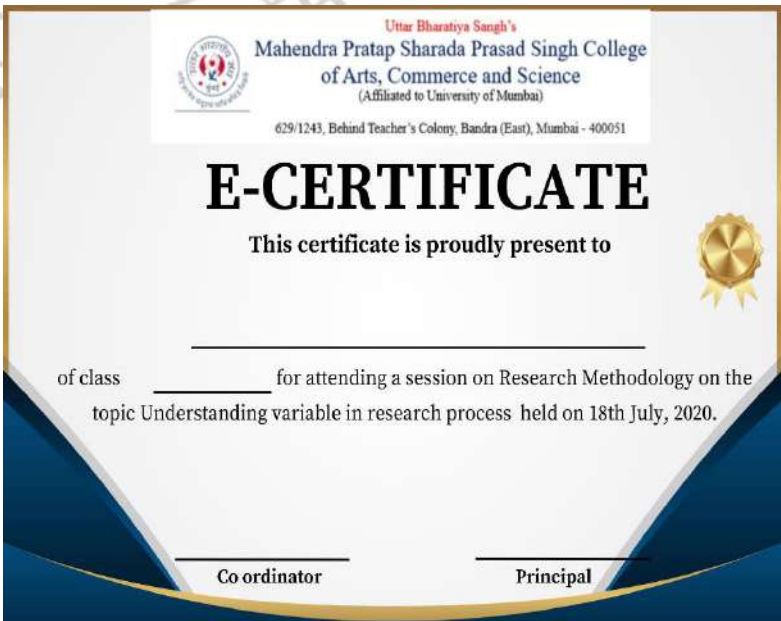 Uttar Bharatiya Sangh's
Mahendra Pratap Sharada Prasad Singh College
of Arts, Commerce and Science
(Affiliated to University of Mumbai)
629/1243, Behind Teacher's Colony, Bandra (East), Mumbai - 400051
E-CERTIFICATE
This certificate is proudly present to
of class for attending a session on Research Methodology on the
topic Understanding variable in research process held on 18th July, 2020.
Co ordinator Principal